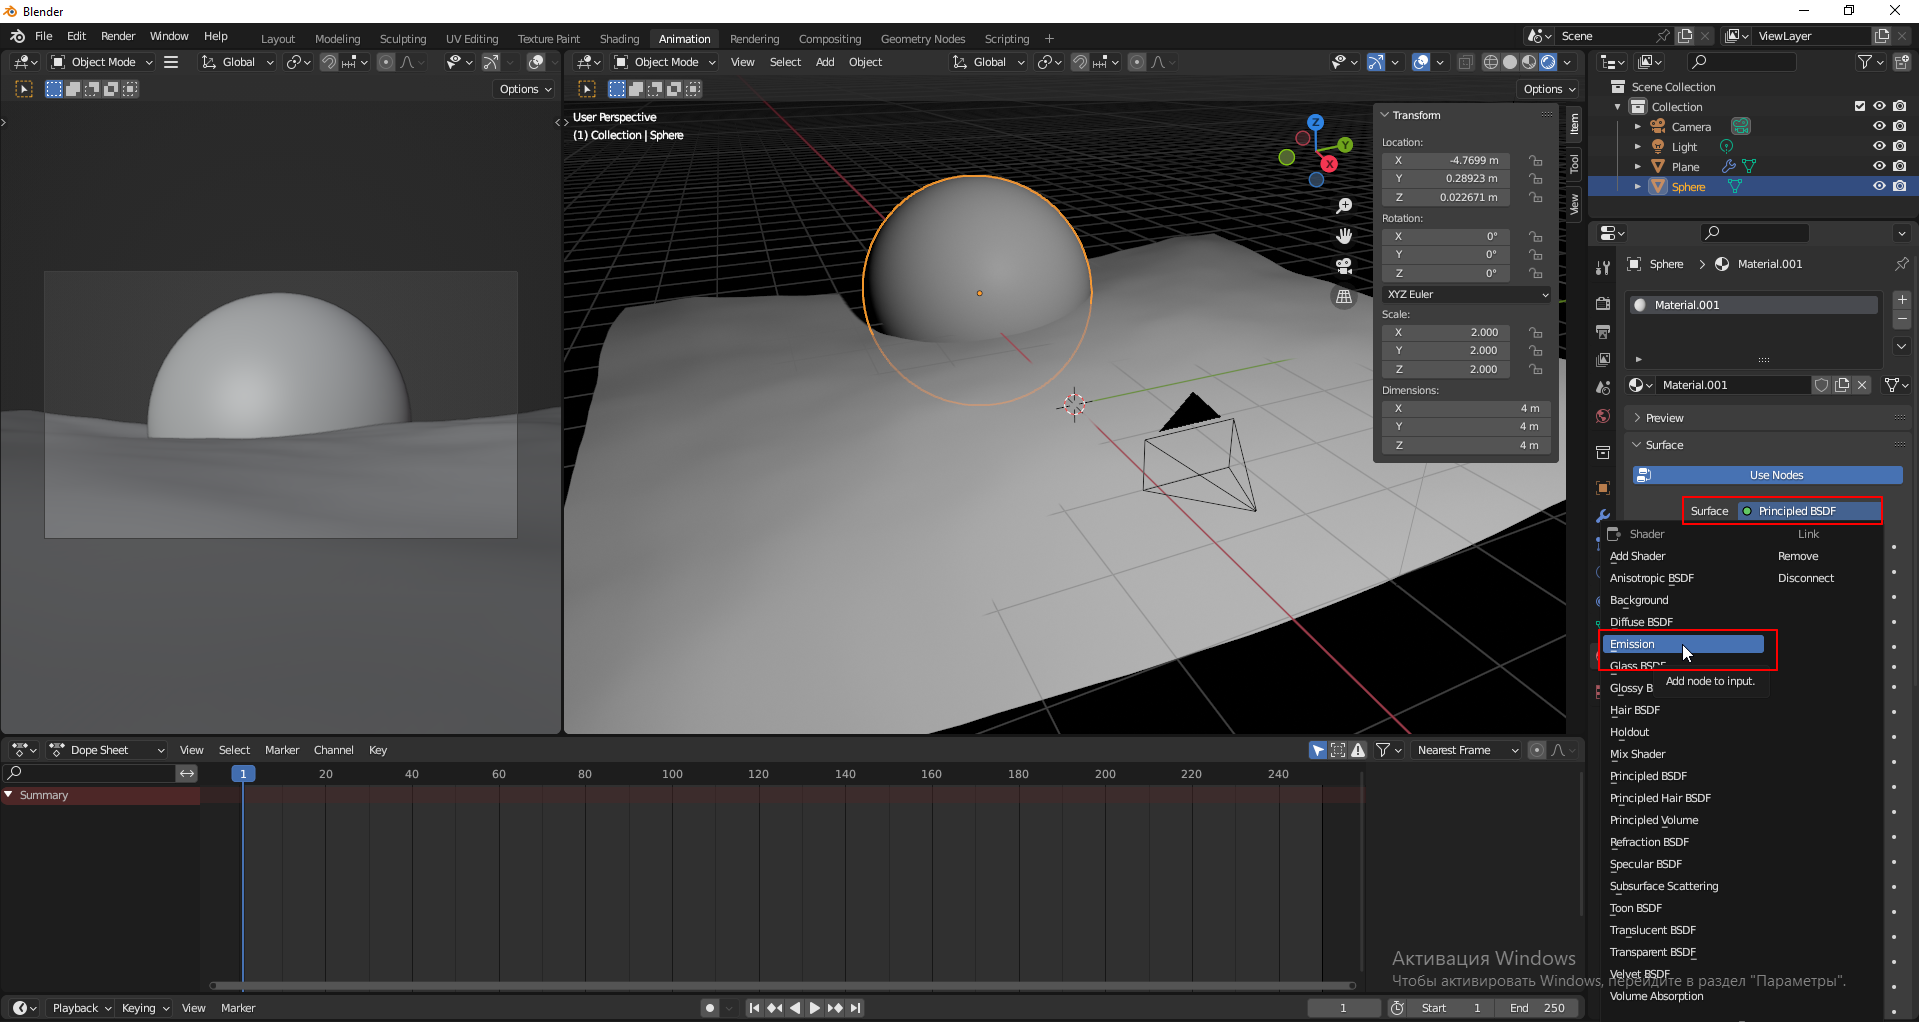 Blender
File Edit Render Window Help Layout Modeling Sculpting UV Editing Texture Paint Shading Animation Rendering Compositing Geometry Nodes Scripting + Scene ViewLayer
Object Mode Global Object Mode View Select Add Object Global
Options Options
User Perspective
(1) Collection | Sphere
Z
Y
X
Transform
Location:
X -4.7699 m
Y 0.28923 m
Z 0.022671 m
Rotation:
X 0°
Y 0°
Z 0°
XYZ Euler
Scale:
X 2.000
Y 2.000
Z 2.000
Dimensions:
X 4 m
Y 4 m
Z 4 m
Item
Tool
View
Scene Collection
Collection
Camera
Light
Plane
Sphere
Sphere > Material.001
Material.001
Material.001
Preview
Surface
Use Nodes
Surface Principled BSDF
Shader Link
Add Shader Remove
Anisotropic BSDF Disconnect
Background
Diffuse BSDF
Emission
Glass BSDF
Add node to input.
Glossy B
Hair BSDF
Holdout
Mix Shader
Principled BSDF
Principled Hair BSDF
Principled Volume
Refraction BSDF
Specular BSDF
Subsurface Scattering
Toon BSDF
Translucent BSDF
Transparent BSDF
Velvet BSDF
Volume Absorption
Dope Sheet View Select Marker Channel Key Nearest Frame
1 20 40 60 80 100 120 140 160 180 200 220 240
Summary
Активация Windows
Чтобы активировать Windows, перейдите в раздел "Параметры".
Playback Keying View Marker 1 Start 1 End 250